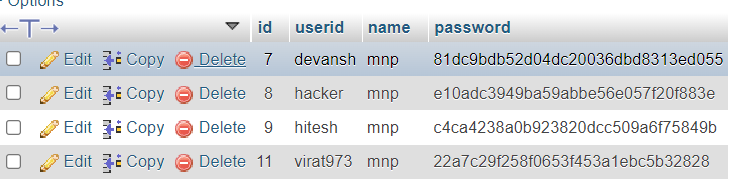 Options
←T→ id userid name password
Edit Copy Delete 7 devansh mnp 81dc9bdb52d04dc20036dbd8313ed055
Edit Copy Delete 8 hacker mnp e10adc3949ba59abbe56e057f20f883e
Edit Copy Delete 9 hitesh mnp c4ca4238a0b923820dcc509a6f75849b
Edit Copy Delete 11 virat973 mnp 22a7c29f258f0653f453a1ebc5b32828